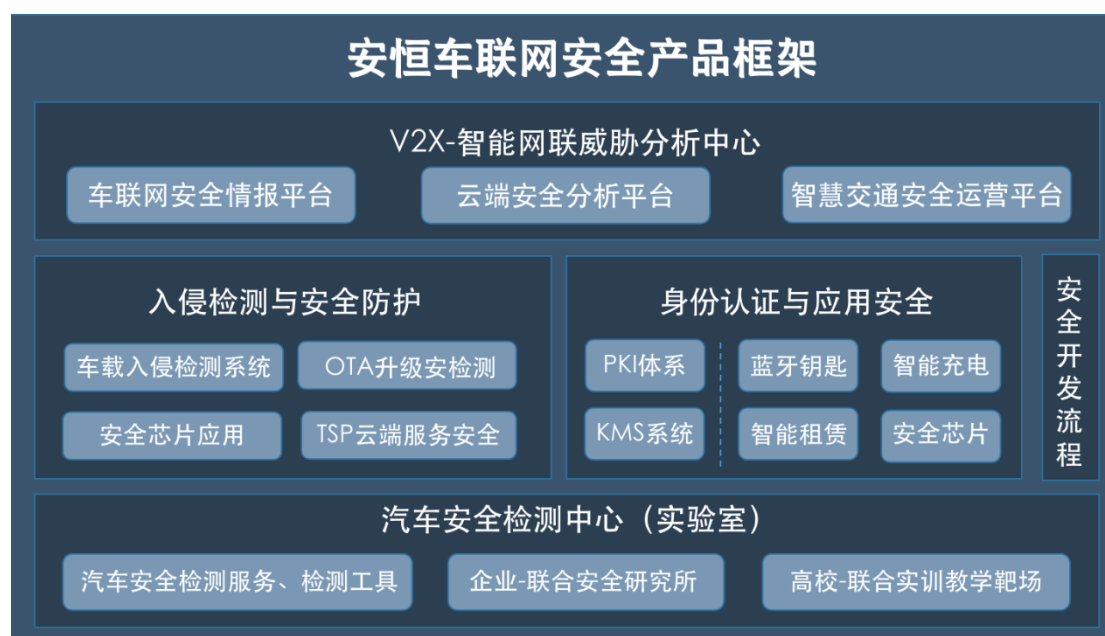 安恒车联网安全产品框架
V2X-智能网联威胁分析中心
车联网安全情报平台
云端安全分析平台
智慧交通安全运营平台
入侵检测与安全防护
车载入侵检测系统
OTA升级安检测
安全芯片应用
TSP云端服务安全
身份认证与应用安全
PKI体系
蓝牙钥匙
智能充电
KMS系统
智能租赁
安全芯片
安全开发流程
汽车安全检测中心（实验室）
汽车安全检测服务、检测工具
企业-联合安全研究所
高校-联合实训教学靶场